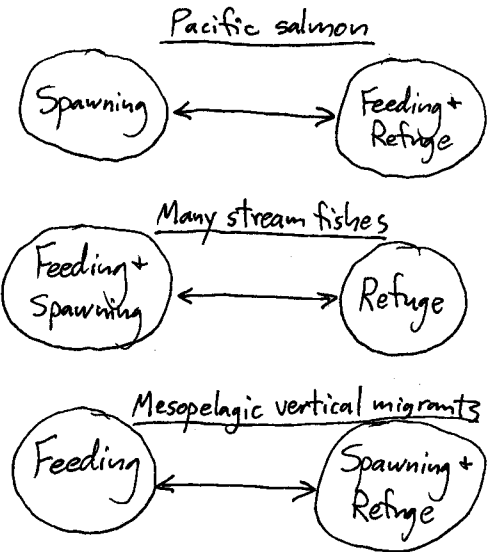 Pacific salmon
Spawning
Feeding +
Refuge
Many stream fishes
Feeding +
Spawning
Refuge
Mesopelagic vertical migrants
Feeding
Spawning +
Refuge